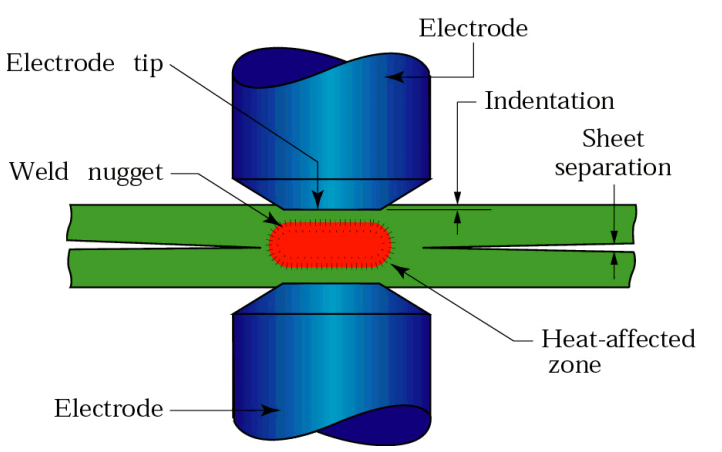 Electrode
Electrode tip
Indentation
Sheet
separation
Weld nugget
Heat-affected
zone
Electrode